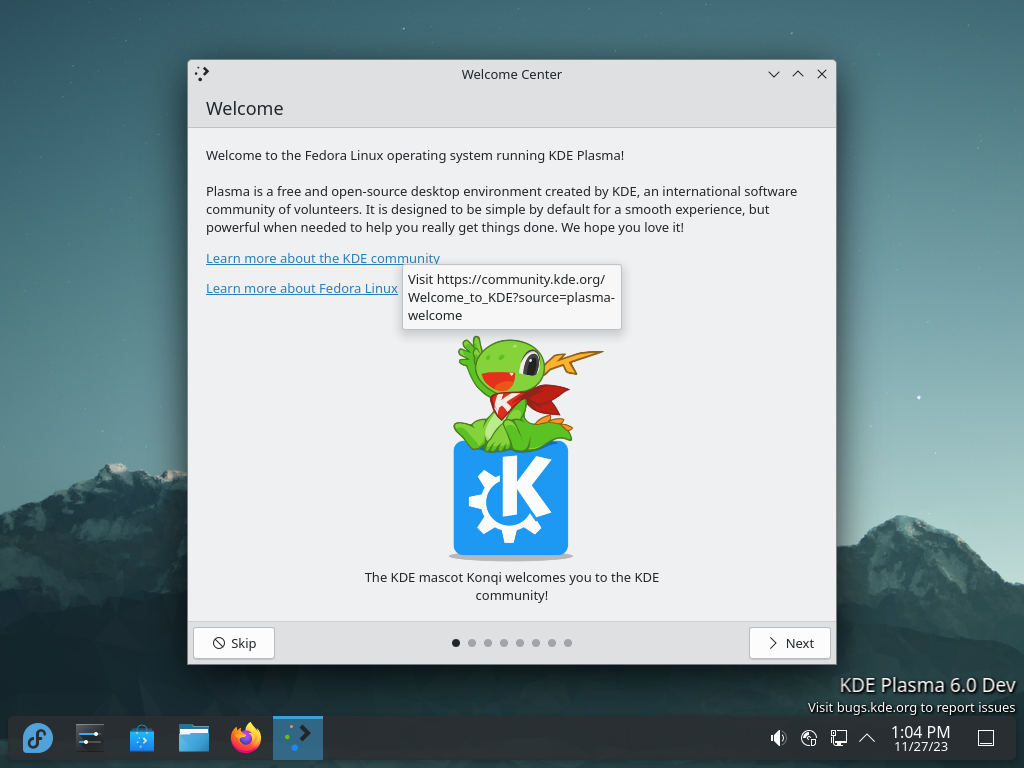 Welcome Center
Welcome
Welcome to the Fedora Linux operating system running KDE Plasma!
Plasma is a free and open-source desktop environment created by KDE, an international software
community of volunteers. It is designed to be simple by default for a smooth experience, but
powerful when needed to help you really get things done. We hope you love it!
Learn more about the KDE community
Learn more about Fedora Linux
Visit https://community.kde.org/
Welcome_to_KDE?source=plasma-
welcome
K
K
The KDE mascot Konqi welcomes you to the KDE
community!
Skip
Next
KDE Plasma 6.0 Dev
Visit bugs.kde.org to report issues
1:04 PM
11/27/23